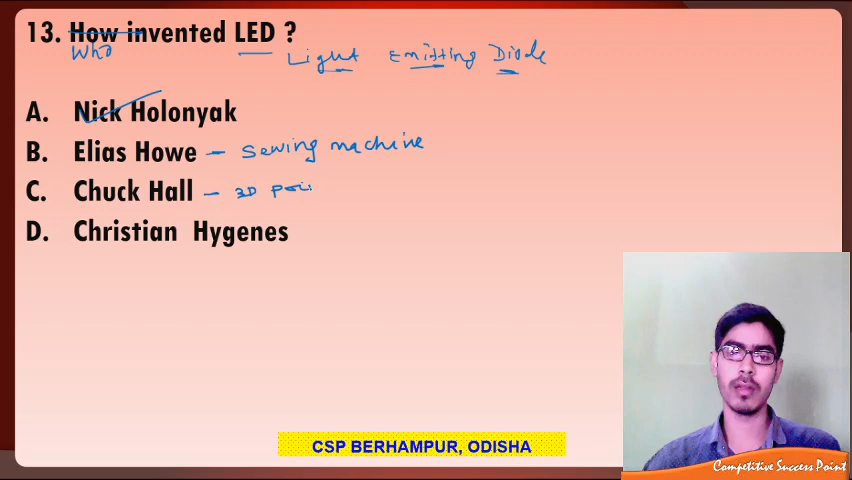 13. How invented LED ?
Who Light Emitting Diode
A. Nick Holonyak
B. Elias Howe - Sewing machine
C. Chuck Hall - 3D
D. Christian Hygenes
CSP BERHAMPUR, ODISHA
Competitive Success Point